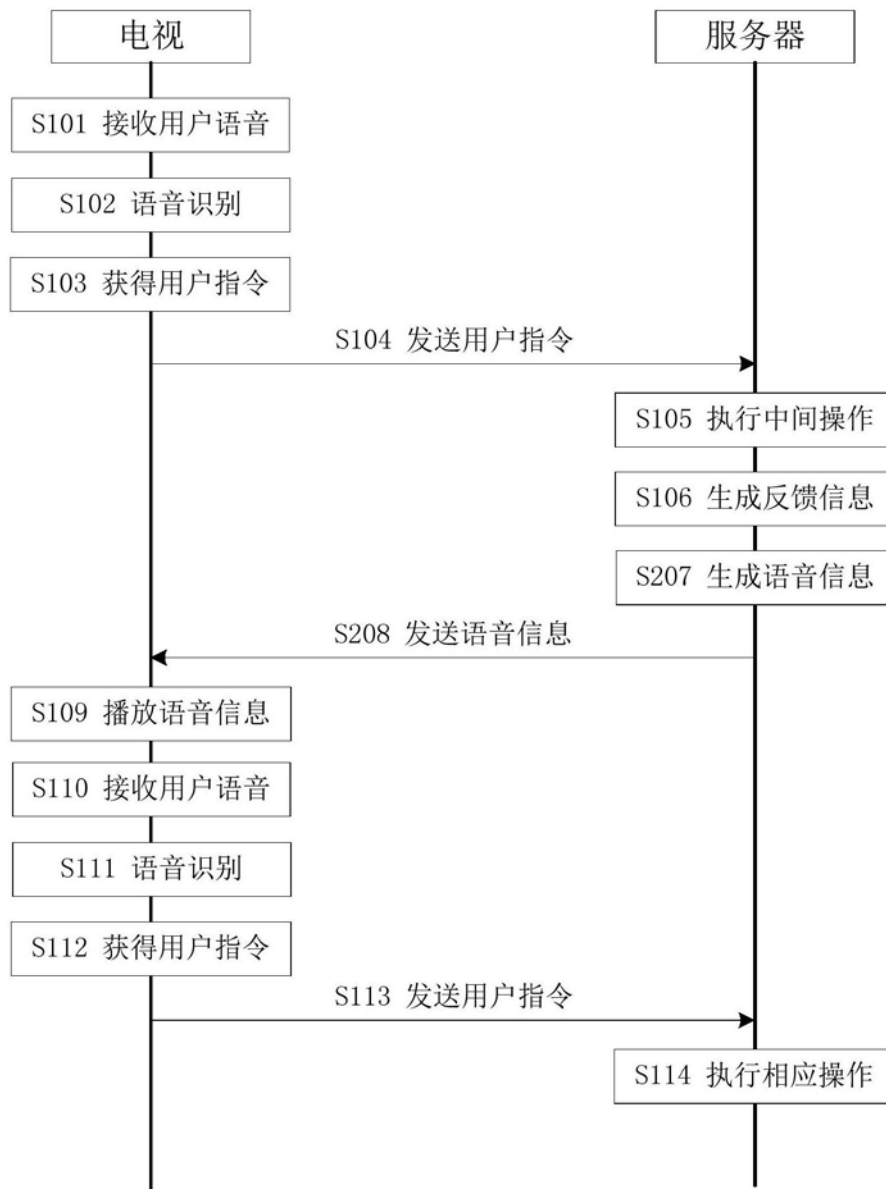 电视
服务器
S101 接收用户语音
S102 语音识别
S103 获得用户指令
S104 发送用户指令
S105 执行中间操作
S106 生成反馈信息
S207 生成语音信息
S208 发送语音信息
S109 播放语音信息
S110 接收用户语音
S111 语音识别
S112 获得用户指令
S113 发送用户指令
S114 执行相应操作